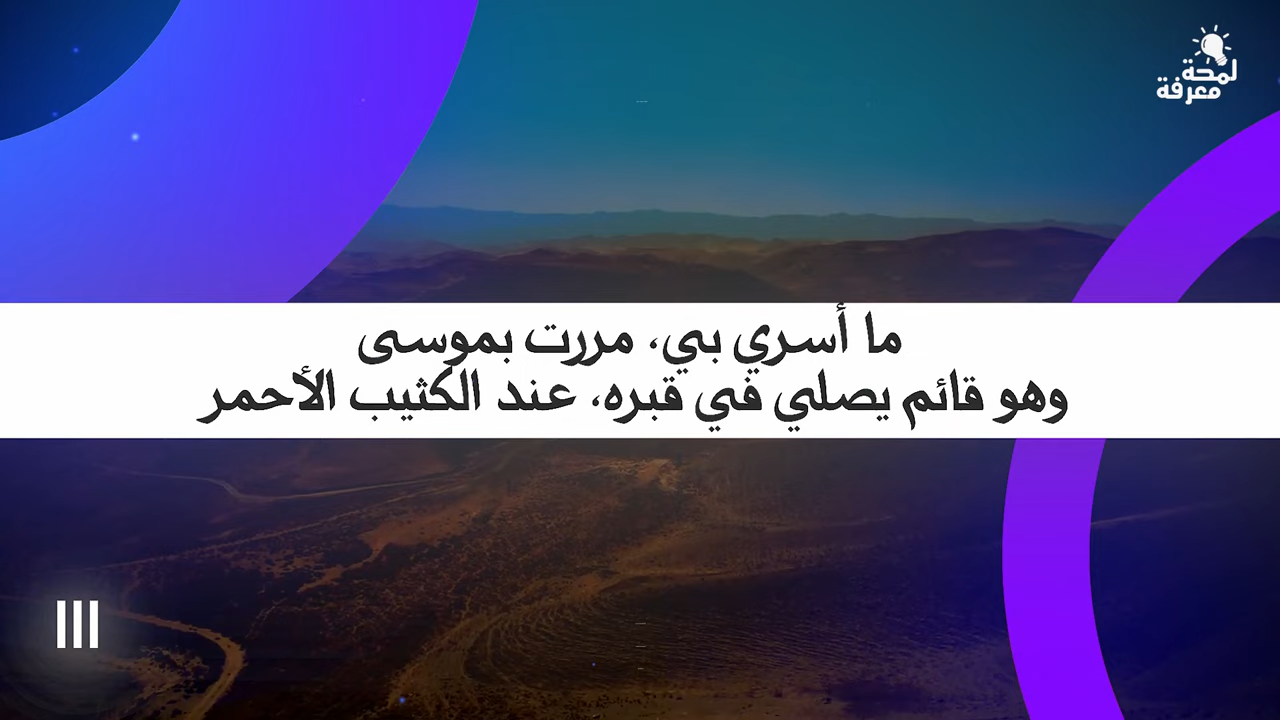 لمحة
معرفة
ما أسري بي، مررت بموسى
وهو قائم يصلي في قبره، عند الكثيب الأحمر